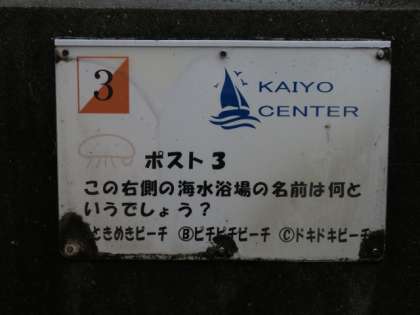 3
KAIYO
CENTER
ポスト3
この右側の海水浴場の名前は何と
いうでしょう？
ときめきビーチ Ⓑピチピチビーチ Ⓒドキドキビーチ